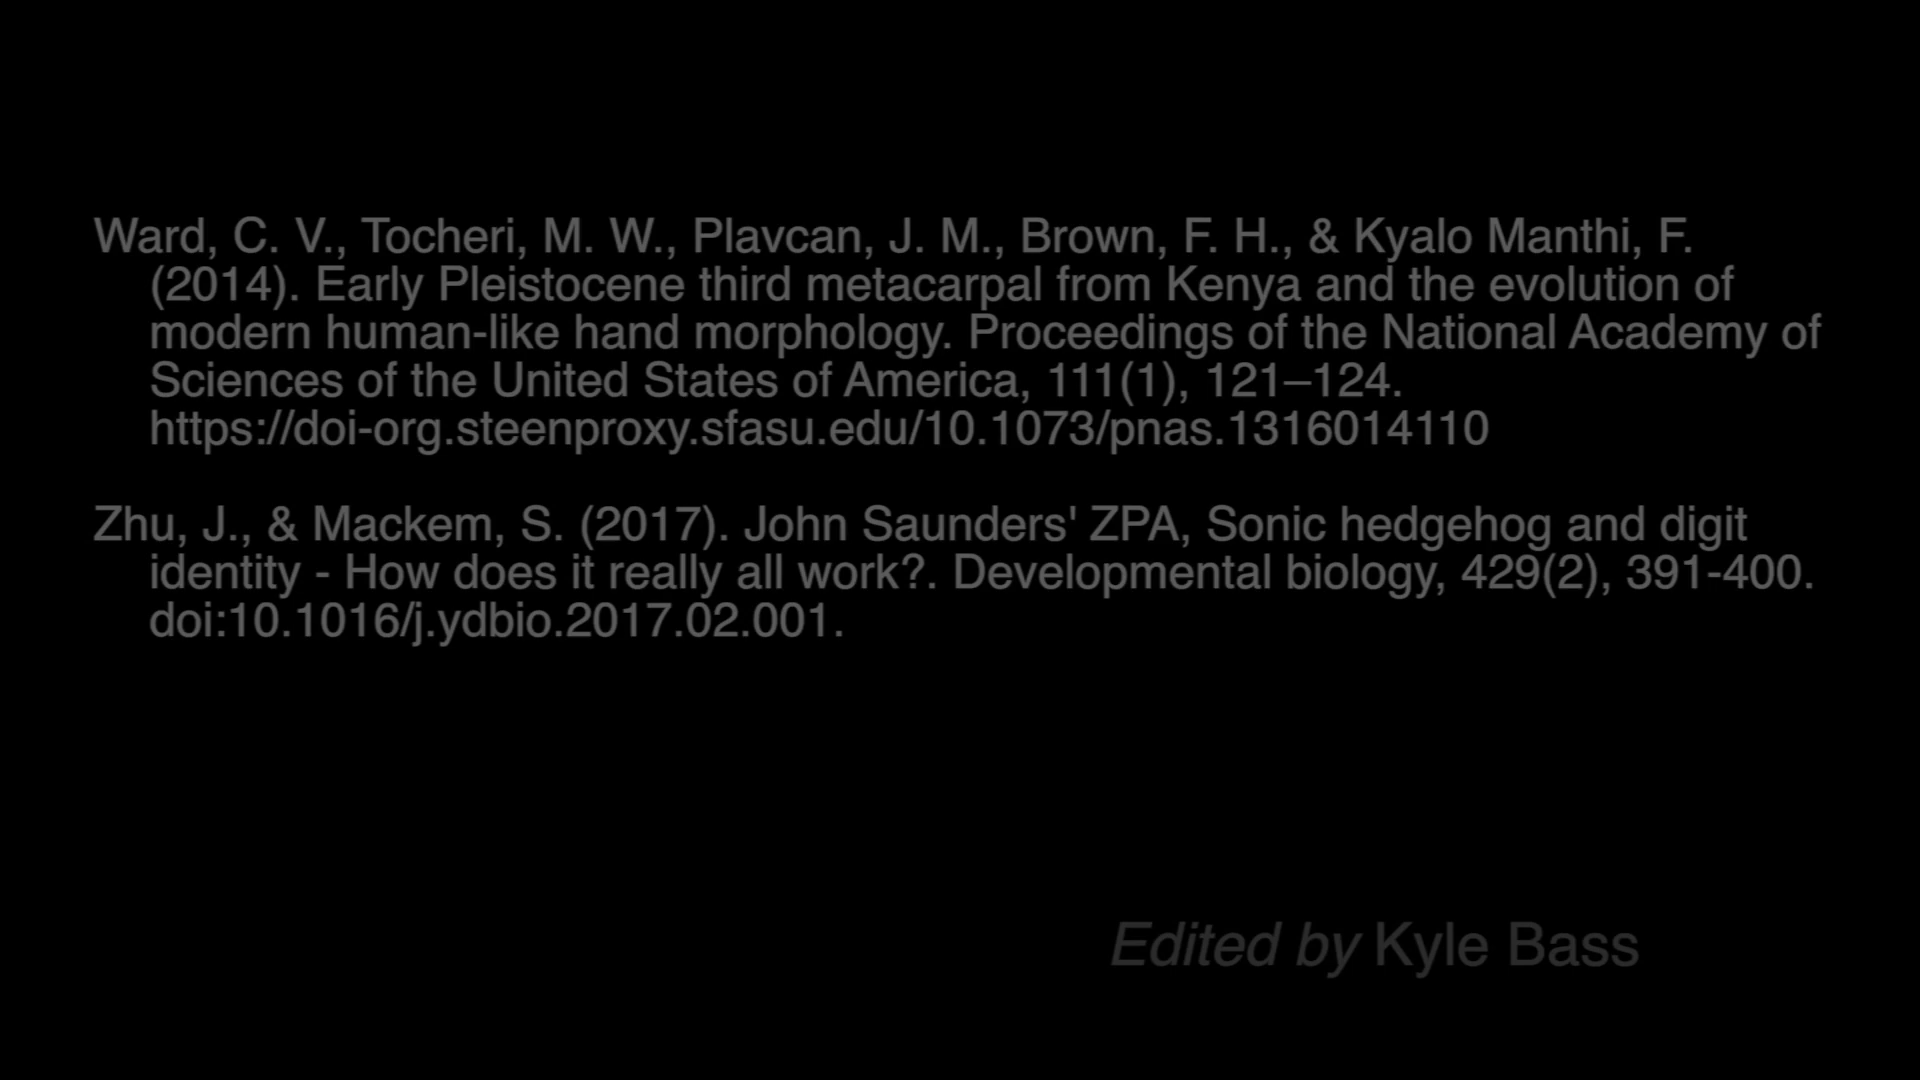 Ward, C. V., Tocheri, M. W., Plavcan, J. M., Brown, F. H., & Kyalo Manthi, F.
(2014). Early Pleistocene third metacarpal from Kenya and the evolution of
modern human-like hand morphology. Proceedings of the National Academy of
Sciences of the United States of America, 111(1), 121–124.
https://doi-org.steenproxy.sfasu.edu/10.1073/pnas.1316014110
Zhu, J., & Mackem, S. (2017). John Saunders' ZPA, Sonic hedgehog and digit
identity - How does it really all work?. Developmental biology, 429(2), 391-400.
doi:10.1016/j.ydbio.2017.02.001.
Edited by Kyle Bass